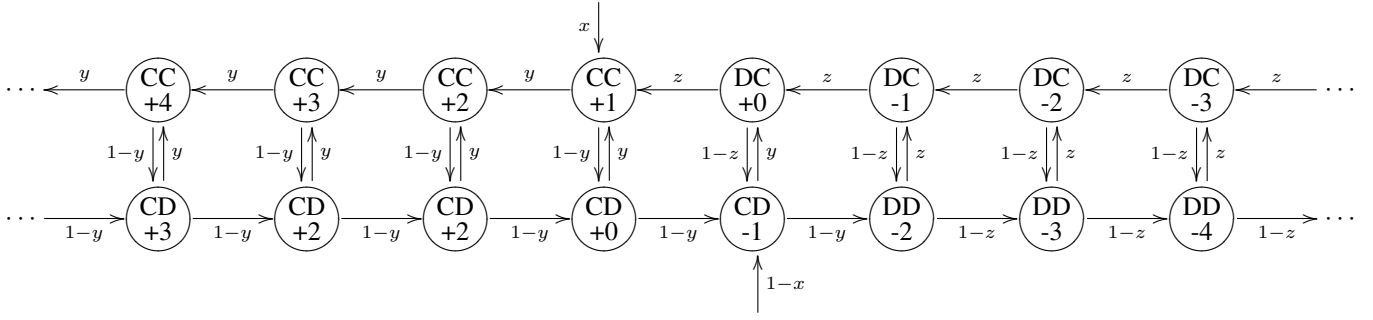 x
y y y y z z z z
CC CC CC CC DC DC DC DC
··· +4 +3 +2 +1 +0 -1 -2 -3 ···
1−y y 1−y y 1−y y 1−y y 1−z y 1−z z 1−z z 1−z z
CD CD CD CD CD DD DD DD
··· +3 +2 +2 +0 -1 -2 -3 -4 ···
1−y 1−y 1−y 1−y 1−y 1−y 1−z 1−z 1−z
1−x